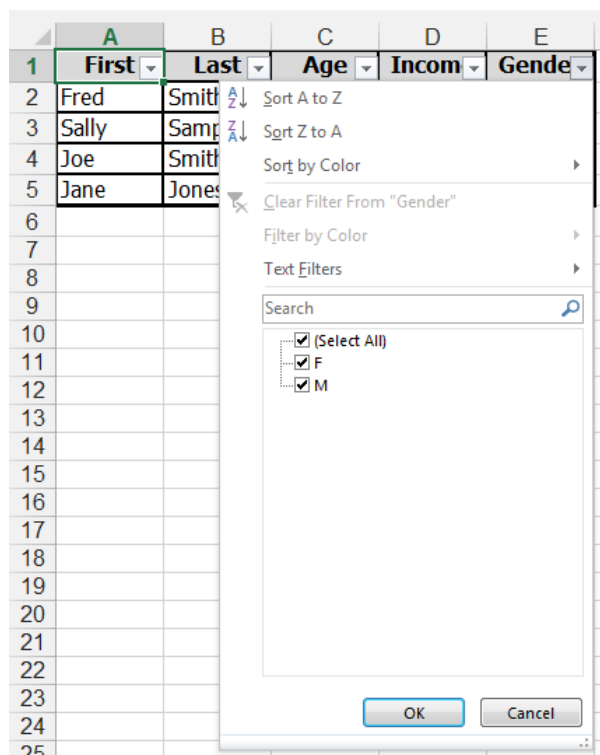 A B C D E
1 First Last Age Incom Gende
2 Fred Smith
3 Sally Samp
4 Joe Smith
5 Jane Jones
6
7
8
9
10
11
12
13
14
15
16
17
18
19
20
21
22
23
24
25
Sort A to Z
Sort Z to A
Sort by Color
Clear Filter From "Gender"
Filter by Color
Text Filters
Search
(Select All)
F
M
OK Cancel